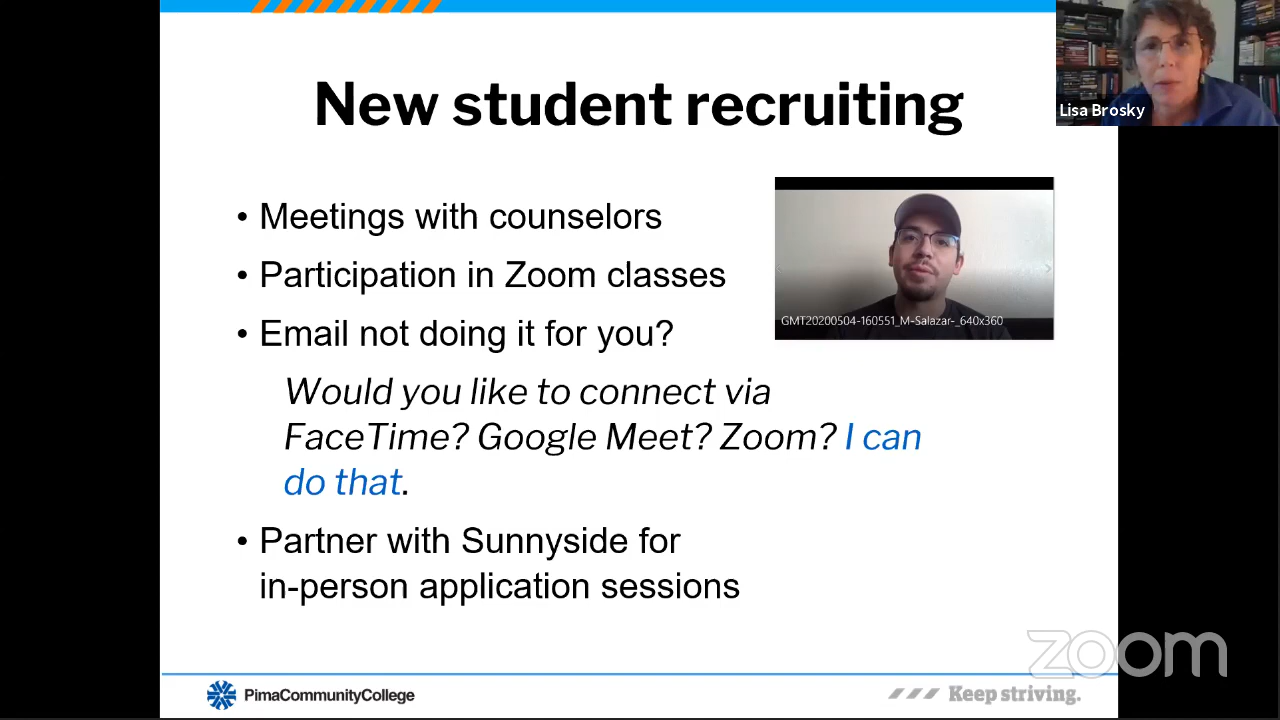 New student recruiting
Lisa Brosky
• Meetings with counselors
• Participation in Zoom classes
• Email not doing it for you?
Would you like to connect via
FaceTime? Google Meet? Zoom? I can
do that.
• Partner with Sunnyside for
in-person application sessions
GMT20200504-160551_M-Salazar-_640x360
zoom
PimaCommunityCollege
Keep striving.